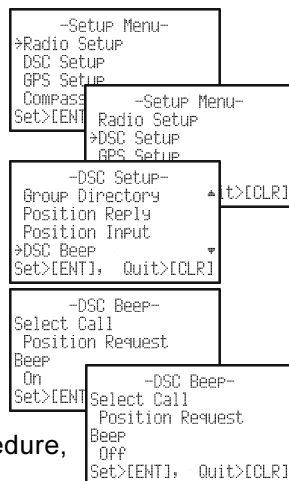 -Setup Menu-
→Radio Setup
DSC Setup
GPS Setup
Compass
Set>[ENT
-Setup Menu-
Radio Setup
→DSC Setup
GPS Setup
it>[CLR]
-DSC Setup-
Group Directory
Position Reply
Position Input
→DSC Beep
Set>[ENT], Quit>[CLR]
-DSC Beep-
Select Call
Position Request
Beep
On
Set>[ENT
-DSC Beep-
Select Call
Position Request
Beep
Off
Set>[ENT], Quit>[CLR]
edure,